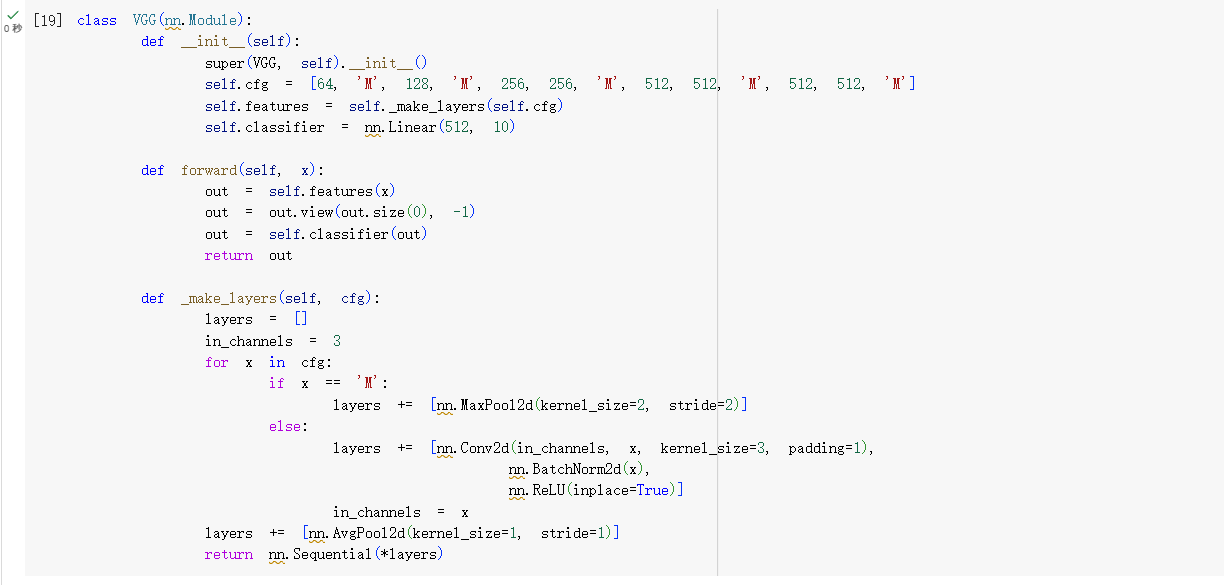 [19] class VGG(nn.Module):
        def __init__(self):
                super(VGG, self).__init__()
                self.cfg = [64, 'M', 128, 'M', 256, 256, 'M', 512, 512, 'M', 512, 512, 'M']
                self.features = self._make_layers(self.cfg)
                self.classifier = nn.Linear(512, 10)
        def forward(self, x):
                out = self.features(x)
                out = out.view(out.size(0), -1)
                out = self.classifier(out)
                return out
        def _make_layers(self, cfg):
                layers = []
                in_channels = 3
                for x in cfg:
                        if x == 'M':
                                layers += [nn.MaxPool2d(kernel_size=2, stride=2)]
                        else:
                                layers += [nn.Conv2d(in_channels, x, kernel_size=3, padding=1),
                                                      nn.BatchNorm2d(x),
                                                      nn.ReLU(inplace=True)]
                                in_channels = x
                layers += [nn.AvgPool2d(kernel_size=1, stride=1)]
                return nn.Sequential(*layers)
0 秒